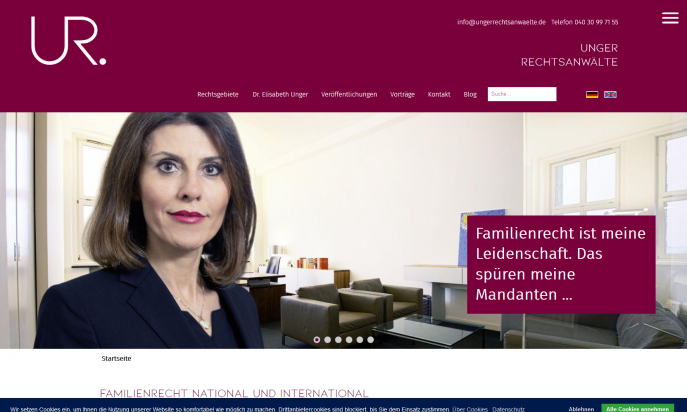 UR.
info@ungerrechtsanwaelte.de Telefon 040 30 99 71 55
UNGER
RECHTSANWÄLTE
Rechtsgebiete Dr. Elisabeth Unger Veröffentlichungen Vorträge Kontakt Blog Suche...
Familienrecht ist meine
Leidenschaft. Das
spüren meine
Mandanten ...
Startseite
FAMILIENRECHT NATIONAL UND INTERNATIONAL
Wir setzen Cookies ein, um Ihnen die Nutzung unserer Website so komfortabel wie möglich zu machen. Drittanbietercookies sind blockiert, bis Sie dem Einsatz zustimmen. Über Cookies Datenschutz Ablehnen Alle Cookies annehmen